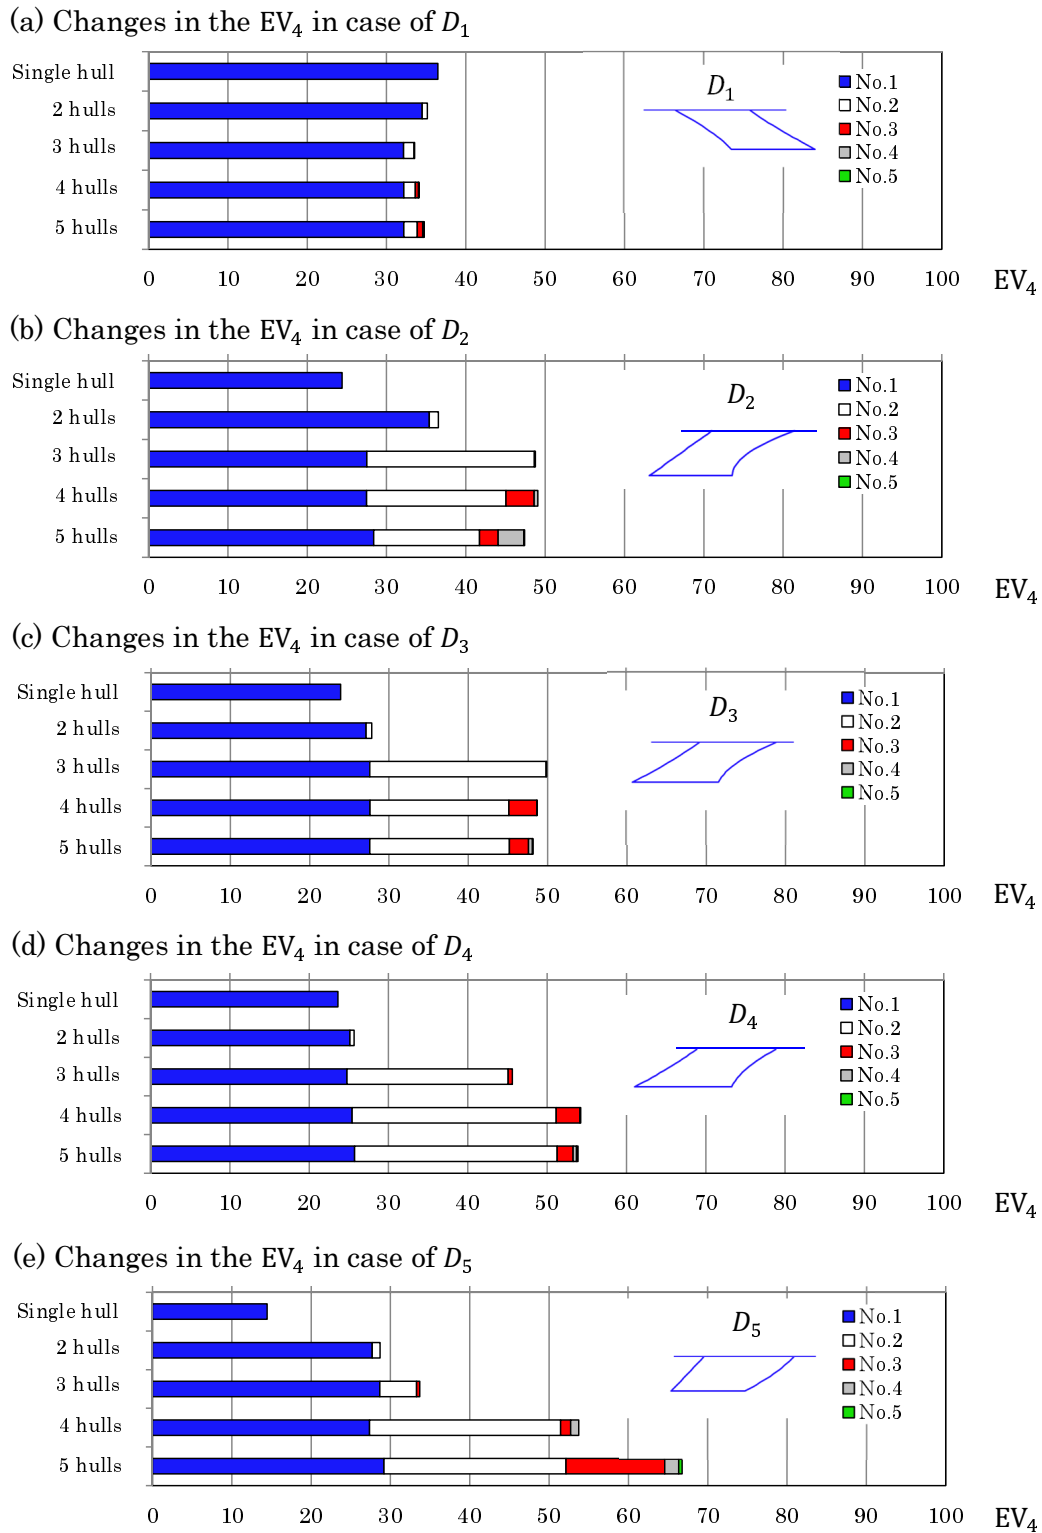 (a) Changes in the EV₄ in case of D₁
Single hull
2 hulls
3 hulls
4 hulls
5 hulls
D₁
No.1
No.2
No.3
No.4
No.5
0 10 20 30 40 50 60 70 80 90 100 EV₄
(b) Changes in the EV₄ in case of D₂
Single hull
2 hulls
3 hulls
4 hulls
5 hulls
D₂
No.1
No.2
No.3
No.4
No.5
0 10 20 30 40 50 60 70 80 90 100 EV₄
(c) Changes in the EV₄ in case of D₃
Single hull
2 hulls
3 hulls
4 hulls
5 hulls
D₃
No.1
No.2
No.3
No.4
No.5
0 10 20 30 40 50 60 70 80 90 100 EV₄
(d) Changes in the EV₄ in case of D₄
Single hull
2 hulls
3 hulls
4 hulls
5 hulls
D₄
No.1
No.2
No.3
No.4
No.5
0 10 20 30 40 50 60 70 80 90 100 EV₄
(e) Changes in the EV₄ in case of D₅
Single hull
2 hulls
3 hulls
4 hulls
5 hulls
D₅
No.1
No.2
No.3
No.4
No.5
0 10 20 30 40 50 60 70 80 90 100 EV₄